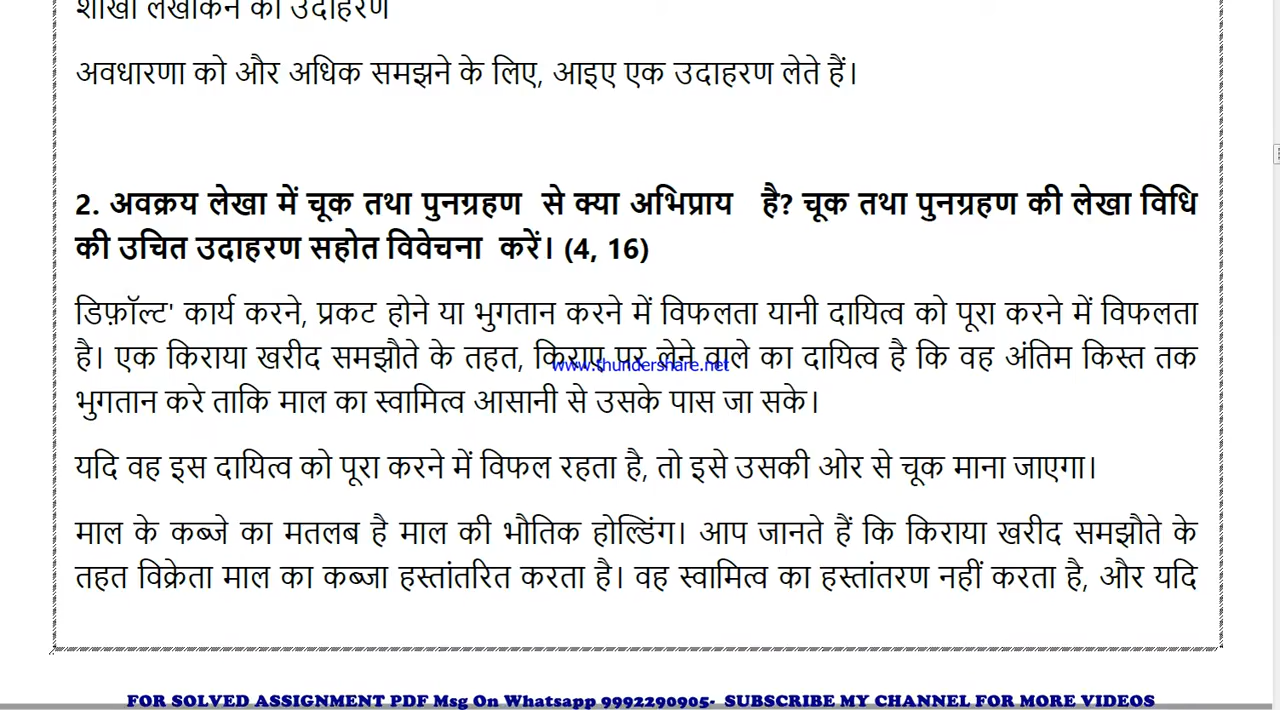 शाखा लेखांकन का उदाहरण
अवधारणा को और अधिक समझने के लिए, आइए एक उदाहरण लेते हैं।
2. अवक्रय लेखा में चूक तथा पुनग्रहण से क्या अभिप्राय है? चूक तथा पुनग्रहण की लेखा विधि
की उचित उदाहरण सहोत विवेचना करें। (4, 16)
डिफ़ॉल्ट' कार्य करने, प्रकट होने या भुगतान करने में विफलता यानी दायित्व को पूरा करने में विफलता
है। एक किराया खरीद समझौते के तहत, किराए पर लेने वाले का दायित्व है कि वह अंतिम किस्त तक
www.thundershare.net
भुगतान करे ताकि माल का स्वामित्व आसानी से उसके पास जा सके।
यदि वह इस दायित्व को पूरा करने में विफल रहता है, तो इसे उसकी ओर से चूक माना जाएगा।
माल के कब्जे का मतलब है माल की भौतिक होल्डिंग। आप जानते हैं कि किराया खरीद समझौते के
तहत विक्रेता माल का कब्जा हस्तांतरित करता है। वह स्वामित्व का हस्तांतरण नहीं करता है, और यदि
FOR SOLVED ASSIGNMENT PDF Msg On Whatsapp 9992290905- SUBSCRIBE MY CHANNEL FOR MORE VIDEOS